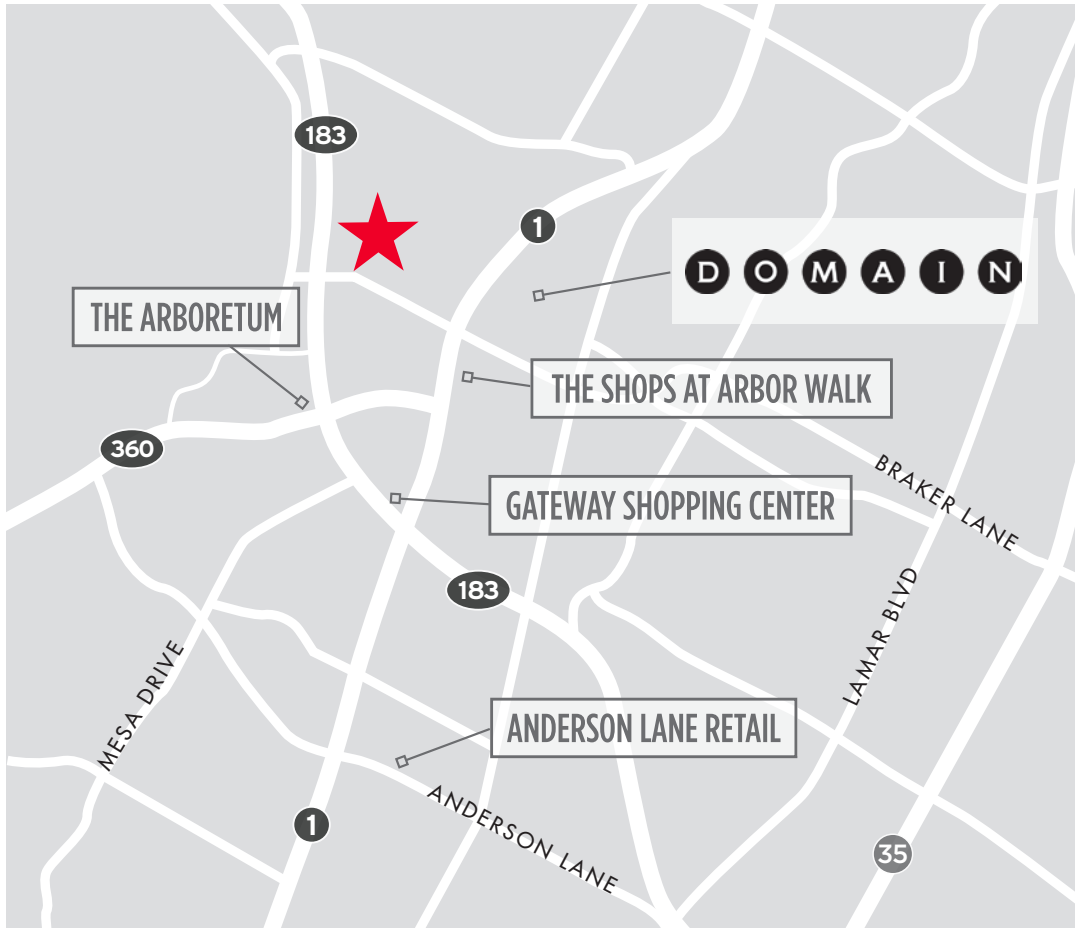 183
1
DOMAIN
THE ARBORETUM
THE SHOPS AT ARBOR WALK
360
BRAKER LANE
GATEWAY SHOPPING CENTER
183
LAMAR BLVD
MESA DRIVE
ANDERSON LANE RETAIL
ANDERSON LANE
1
35